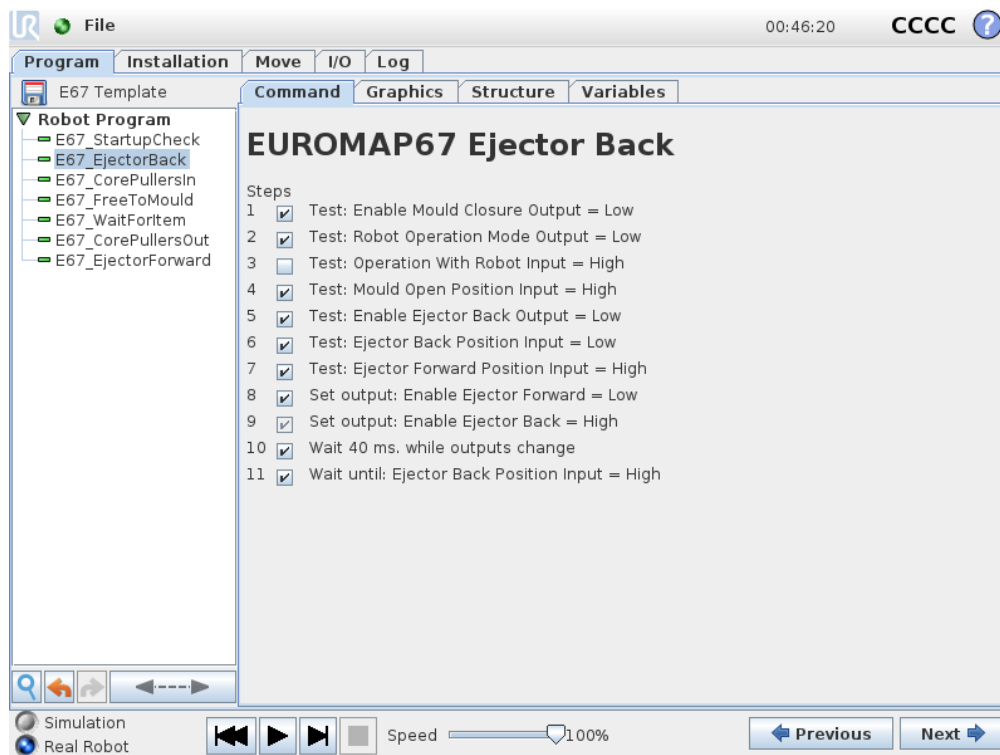 UR File 00:46:20 CCCC ?
Program Installation Move I/O Log
E67 Template Command Graphics Structure Variables
Robot Program
E67_StartupCheck
E67_EjectorBack
E67_CorePullersIn
E67_FreeToMould
E67_WaitForItem
E67_CorePullersOut
E67_EjectorForward
EUROMAP67 Ejector Back
Steps
1 Test: Enable Mould Closure Output = Low
2 Test: Robot Operation Mode Output = Low
3 Test: Operation With Robot Input = High
4 Test: Mould Open Position Input = High
5 Test: Enable Ejector Back Output = Low
6 Test: Ejector Back Position Input = Low
7 Test: Ejector Forward Position Input = High
8 Set output: Enable Ejector Forward = Low
9 Set output: Enable Ejector Back = High
10 Wait 40 ms. while outputs change
11 Wait until: Ejector Back Position Input = High
Simulation
Real Robot
Speed 100% Previous Next